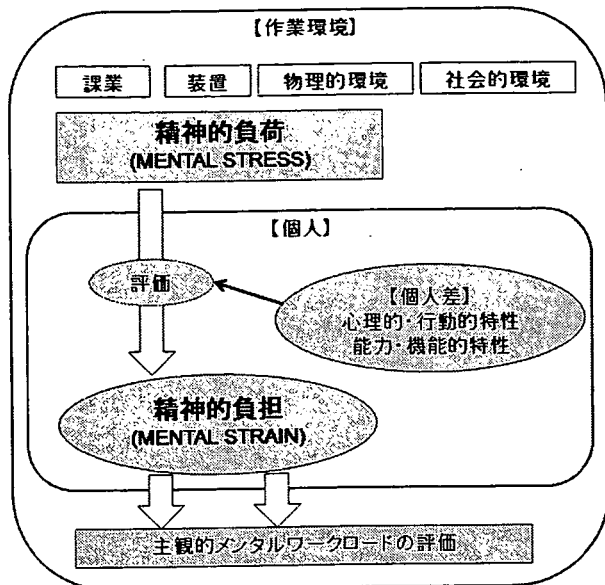 【作業環境】
課業 装置 物理的環境 社会的環境
精神的負荷
(MENTAL STRESS)
【個人】
評価
【個人差】
心理的・行動的特性
能力・機能的特性
精神的負担
(MENTAL STRAIN)
主観的メンタルワークロードの評価